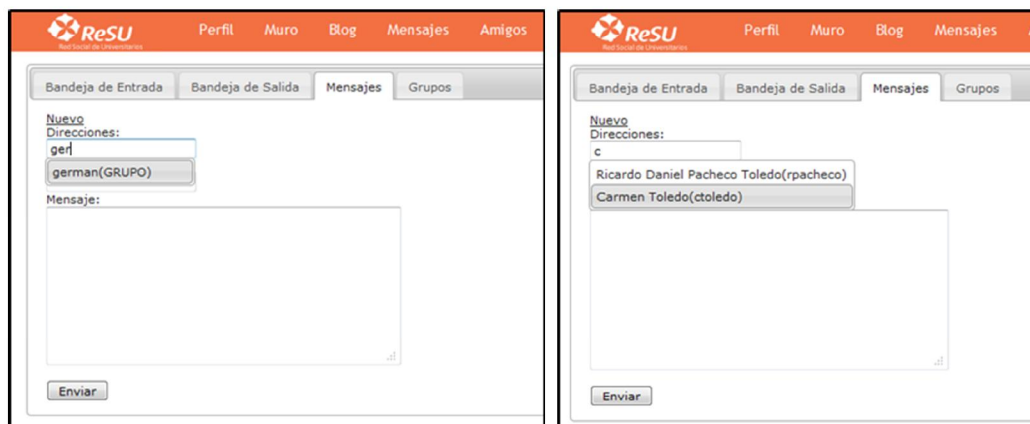 ReSU Perfil Muro Blog Mensajes Amigos
Red Social de Universitarios
Bandeja de Entrada Bandeja de Salida Mensajes Grupos
Nuevo
Direcciones:
ger
german(GRUPO)
Mensaje:
Enviar
ReSU Perfil Muro Blog Mensajes
Red Social de Universitarios
Bandeja de Entrada Bandeja de Salida Mensajes Grupos
Nuevo
Direcciones:
c
Ricardo Daniel Pacheco Toledo(rpacheco)
Carmen Toledo(ctoledo)
Enviar